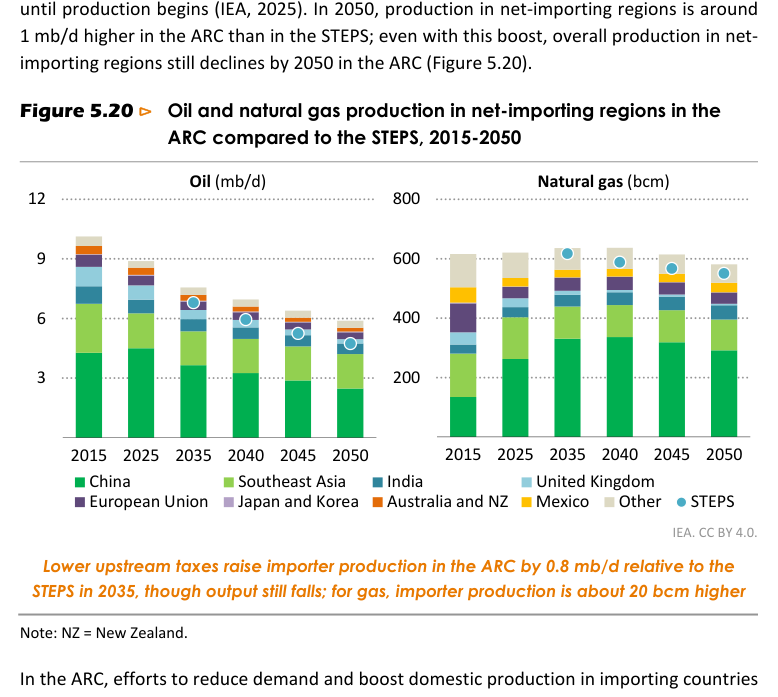 until production begins (IEA, 2025). In 2050, production in net-importing regions is around
1 mb/d higher in the ARC than in the STEPS; even with this boost, overall production in net-
importing regions still declines by 2050 in the ARC (Figure 5.20).
Figure 5.20 ▻ Oil and natural gas production in net-importing regions in the
ARC compared to the STEPS, 2015-2050
Oil (mb/d)
12
9
6
3
2015 2025 2035 2040 2045 2050
Natural gas (bcm)
800
600
400
200
2015 2025 2035 2040 2045 2050
China Southeast Asia India United Kingdom
European Union Japan and Korea Australia and NZ Mexico Other STEPS
IEA. CC BY 4.0.
Lower upstream taxes raise importer production in the ARC by 0.8 mb/d relative to the
STEPS in 2035, though output still falls; for gas, importer production is about 20 bcm higher
Note: NZ = New Zealand.
In the ARC, efforts to reduce demand and boost domestic production in importing countries